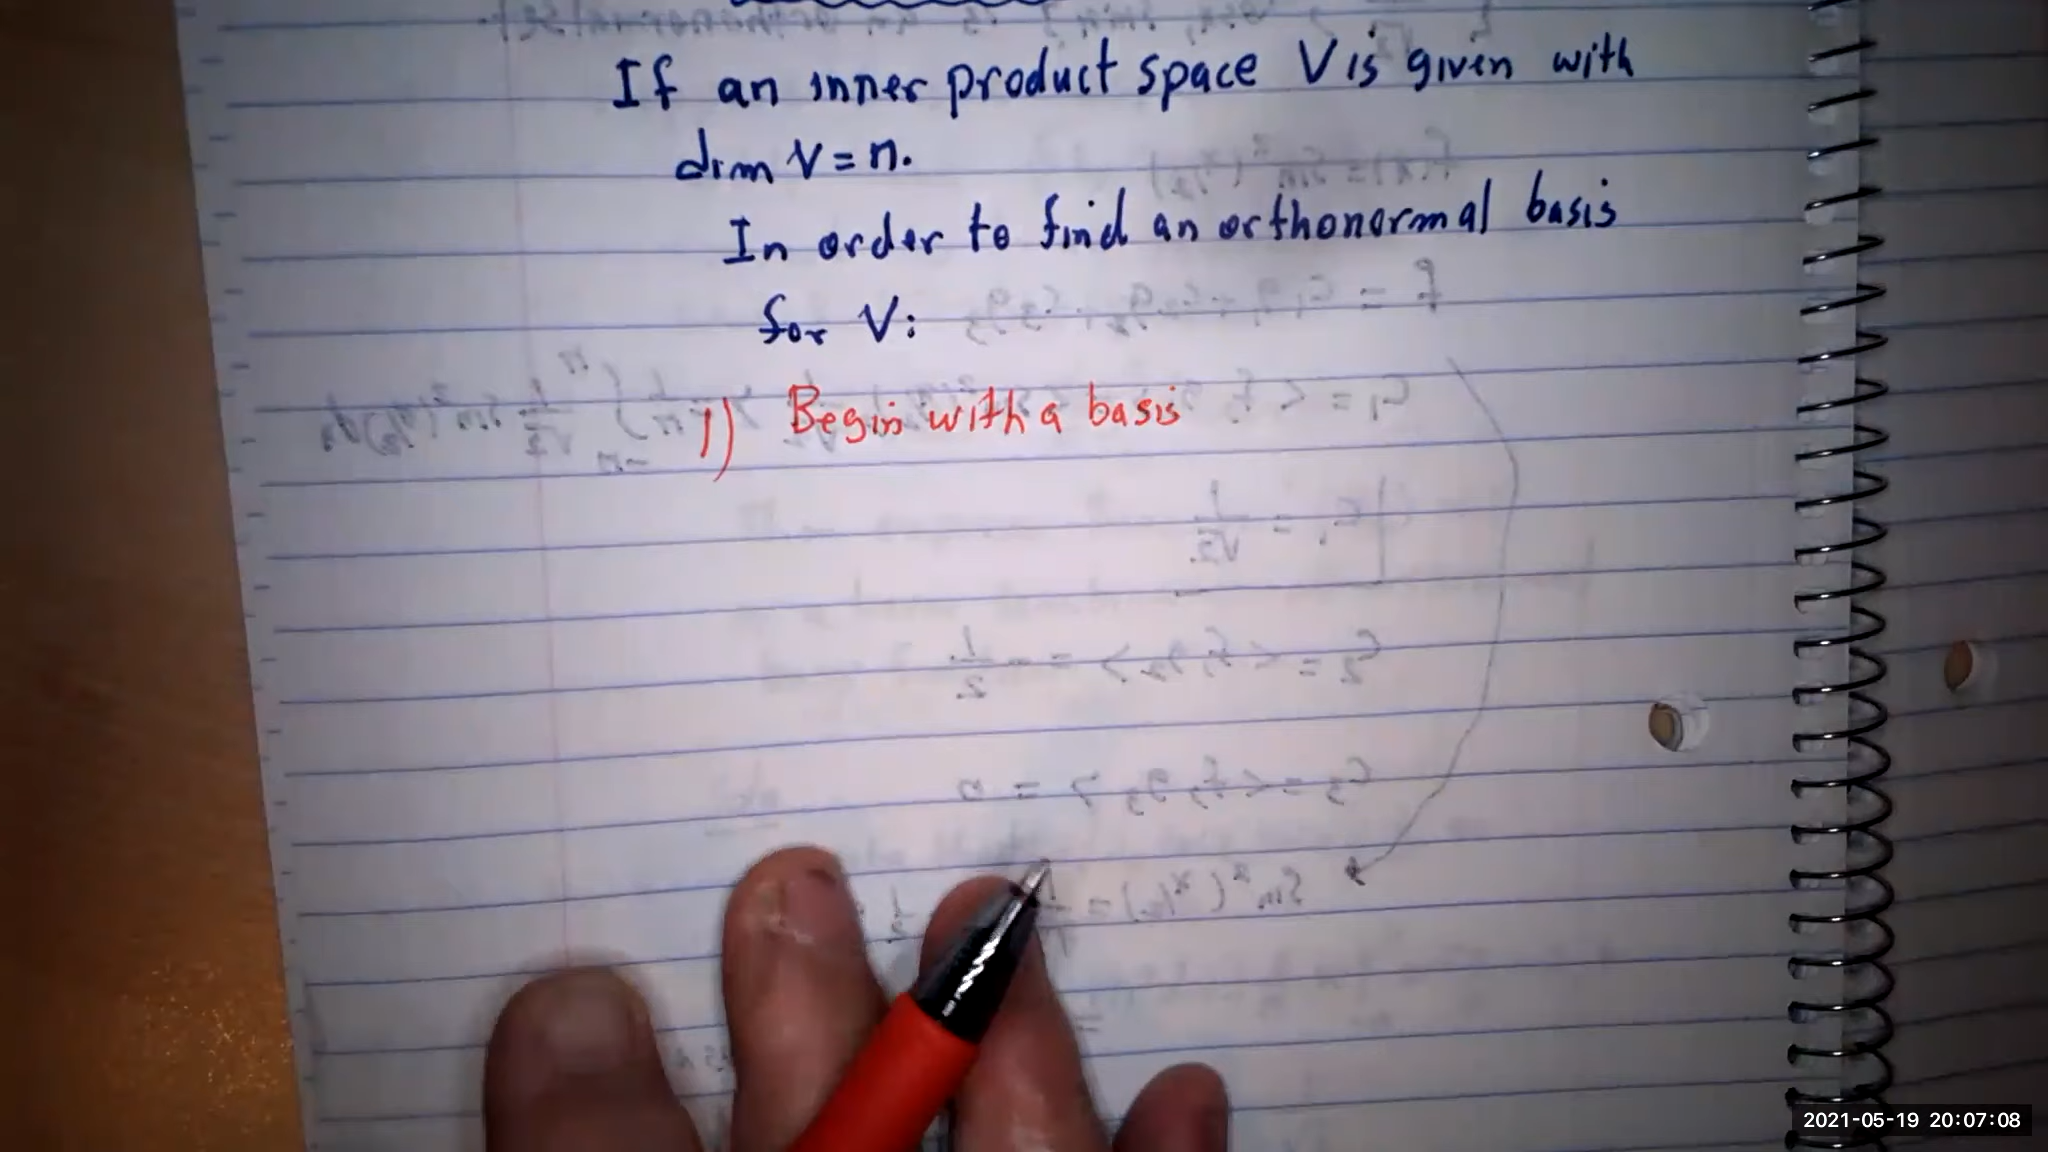 If an inner product space V is given with
dim V = n.
In order to find an orthonormal basis
for V:
1) Begin with a basis
2021-05-19 20:07:08